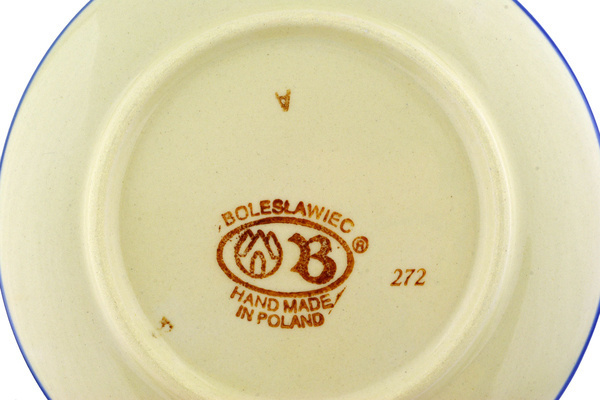 A
BOLESLAWIEC
B ®
272
HAND MADE
IN POLAND